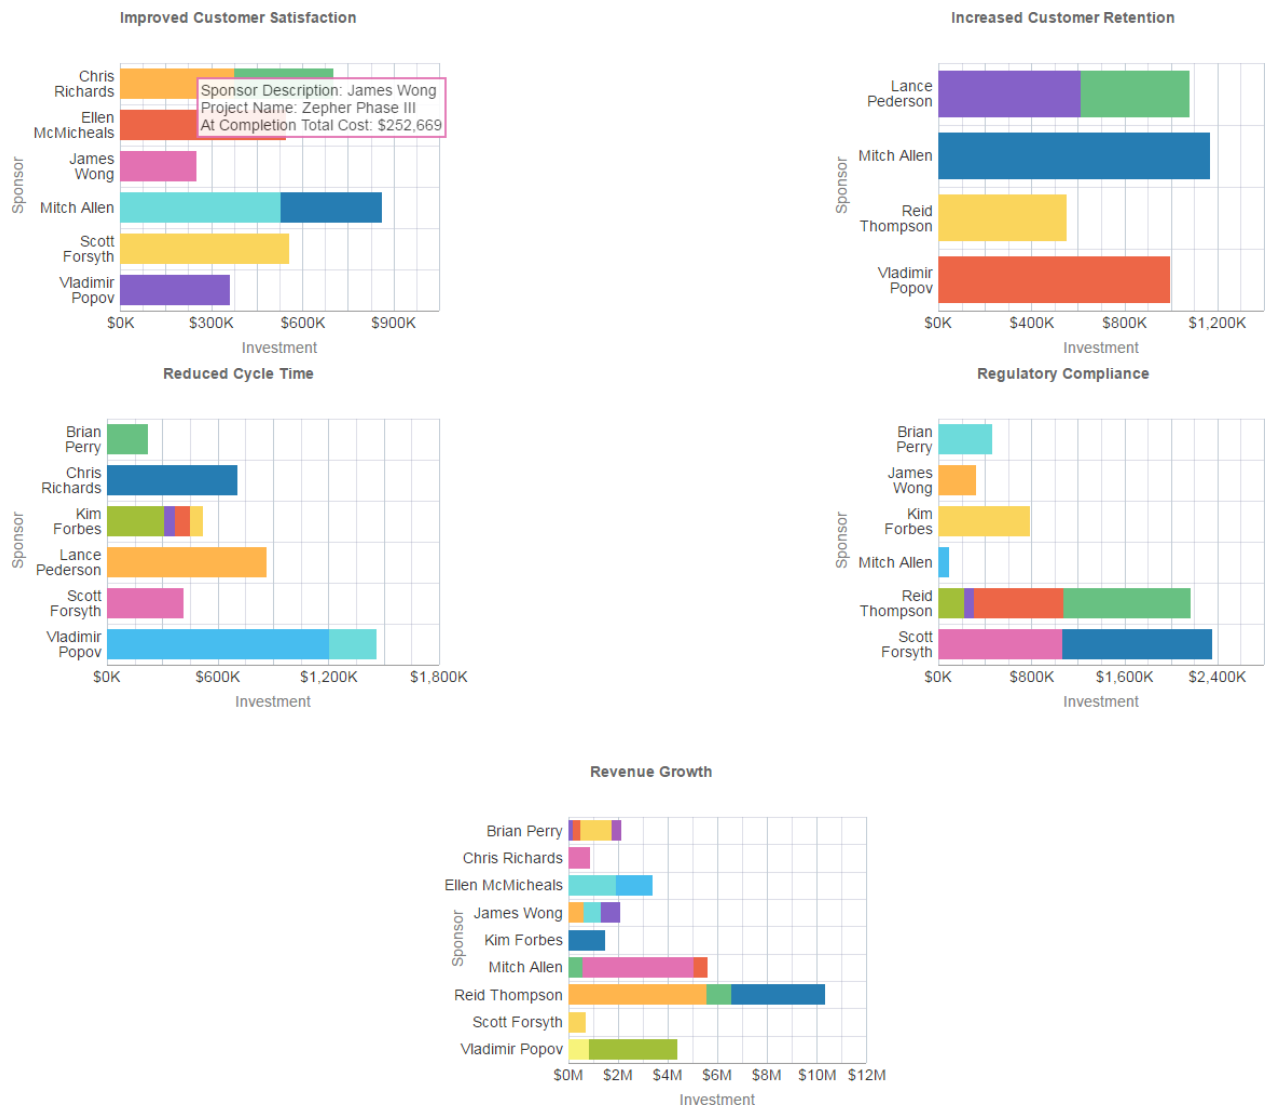 Improved Customer Satisfaction
Sponsor
Chris
Richards
Ellen
McMicheals
James
Wong
Mitch Allen
Scott
Forsyth
Vladimir
Popov
Sponsor Description: James Wong
Project Name: Zepher Phase III
At Completion Total Cost: $252,669
$0K $300K $600K $900K
Investment
Increased Customer Retention
Sponsor
Lance
Pederson
Mitch Allen
Reid
Thompson
Vladimir
Popov
$0K $400K $800K $1,200K
Investment
Reduced Cycle Time
Sponsor
Brian
Perry
Chris
Richards
Kim
Forbes
Lance
Pederson
Scott
Forsyth
Vladimir
Popov
$0K $600K $1,200K $1,800K
Investment
Regulatory Compliance
Sponsor
Brian
Perry
James
Wong
Kim
Forbes
Mitch Allen
Reid
Thompson
Scott
Forsyth
$0K $800K $1,600K $2,400K
Investment
Revenue Growth
Sponsor
Brian Perry
Chris Richards
Ellen McMicheals
James Wong
Kim Forbes
Mitch Allen
Reid Thompson
Scott Forsyth
Vladimir Popov
$0M $2M $4M $6M $8M $10M $12M
Investment